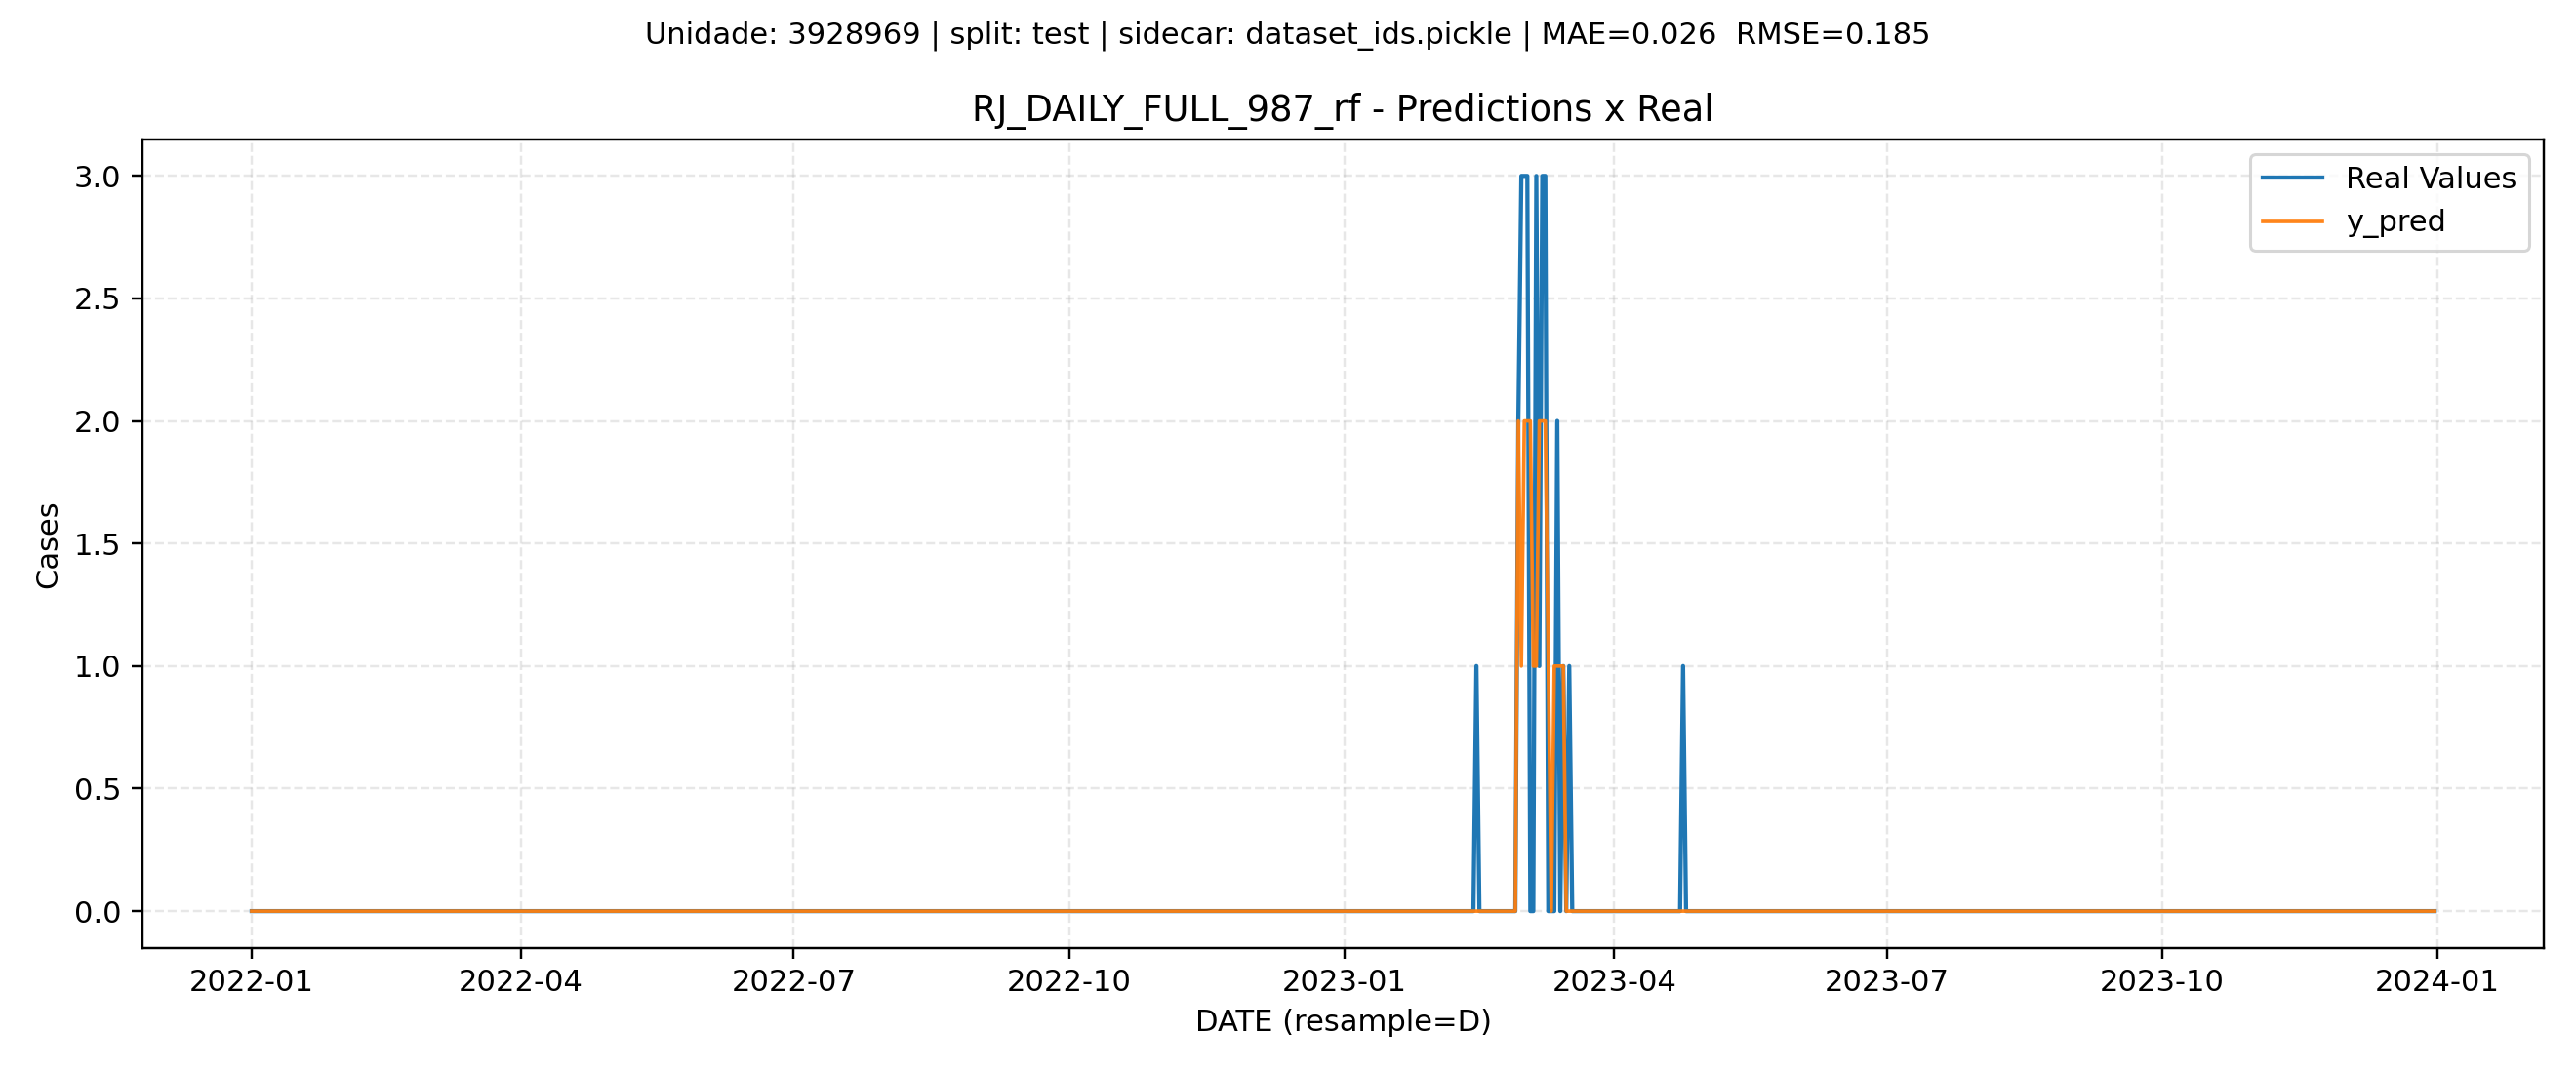 Unidade: 3928969 | split: test | sidecar: dataset_ids.pickle | MAE=0.026  RMSE=0.185
RJ_DAILY_FULL_987_rf - Predictions x Real
Real Values
y_pred
Cases
3.0
2.5
2.0
1.5
1.0
0.5
0.0
2022-01
2022-04
2022-07
2022-10
2023-01
2023-04
2023-07
2023-10
2024-01
DATE (resample=D)